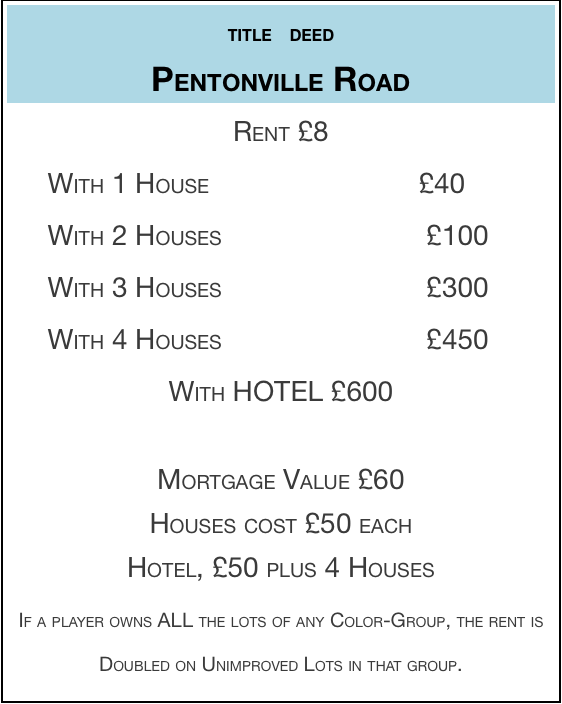 TITLE DEED
Pentonville Road
Rent £8
With 1 House £40
With 2 Houses £100
With 3 Houses £300
With 4 Houses £450
With HOTEL £600
Mortgage Value £60
Houses cost £50 each
Hotel, £50 plus 4 Houses
If a player owns ALL the lots of any Color-Group, the rent is
Doubled on Unimproved Lots in that group.